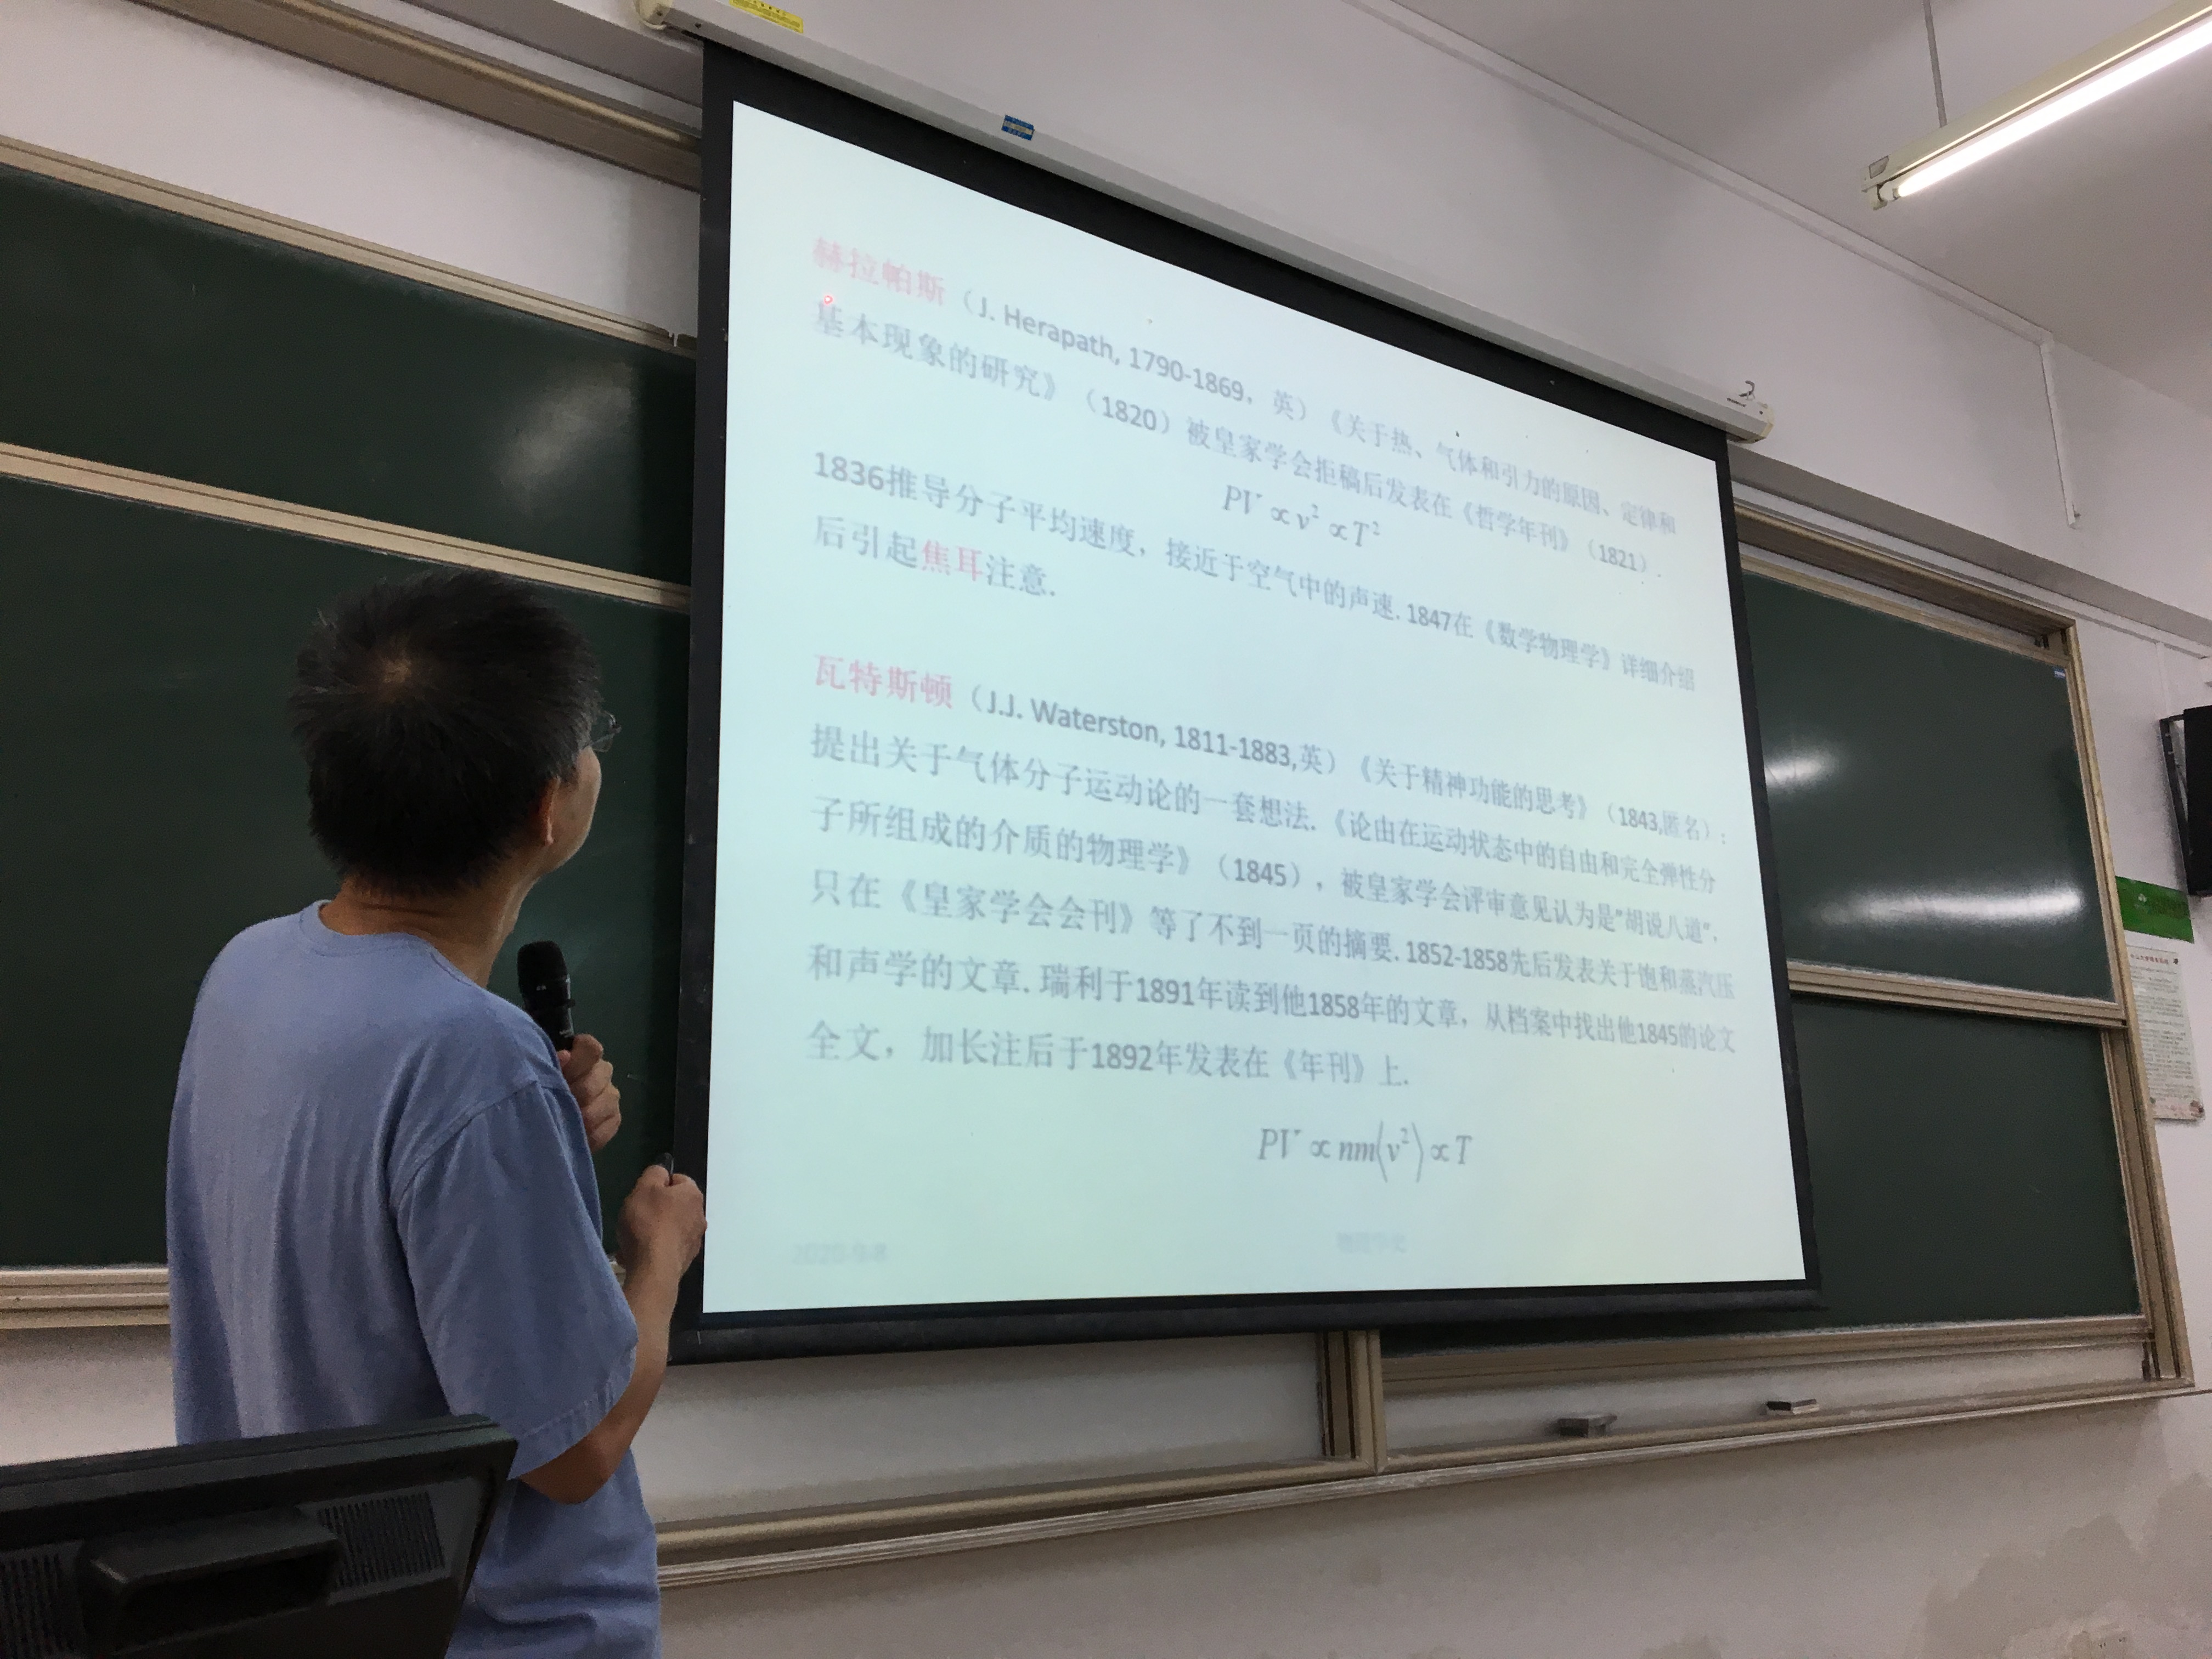 赫拉帕斯（J. Herapath, 1790-1869，英）《关于热、气体和引力的原因、定律和
基本现象的研究》（1820）被皇家学会拒稿后发表在《哲学年刊》（1821）.
PV ∝ v² ∝ T²
1836推导分子平均速度，接近于空气中的声速. 1847在《数学物理学》详细介绍
后引起焦耳注意.
瓦特斯顿（J.J. Waterston, 1811-1883,英）《关于精神功能的思考》（1843,匿名）：
提出关于气体分子运动论的一套想法.《论由在运动状态中的自由和完全弹性分
子所组成的介质的物理学》（1845），被皇家学会评审意见认为是"胡说八道".
只在《皇家学会会刊》等了不到一页的摘要. 1852-1858先后发表关于饱和蒸汽压
和声学的文章. 瑞利于1891年读到他1858年的文章，从档案中找出他1845的论文
全文，加长注后于1892年发表在《年刊》上.
PV ∝ nm⟨v²⟩ ∝ T
2020-9-8
物理学史
3